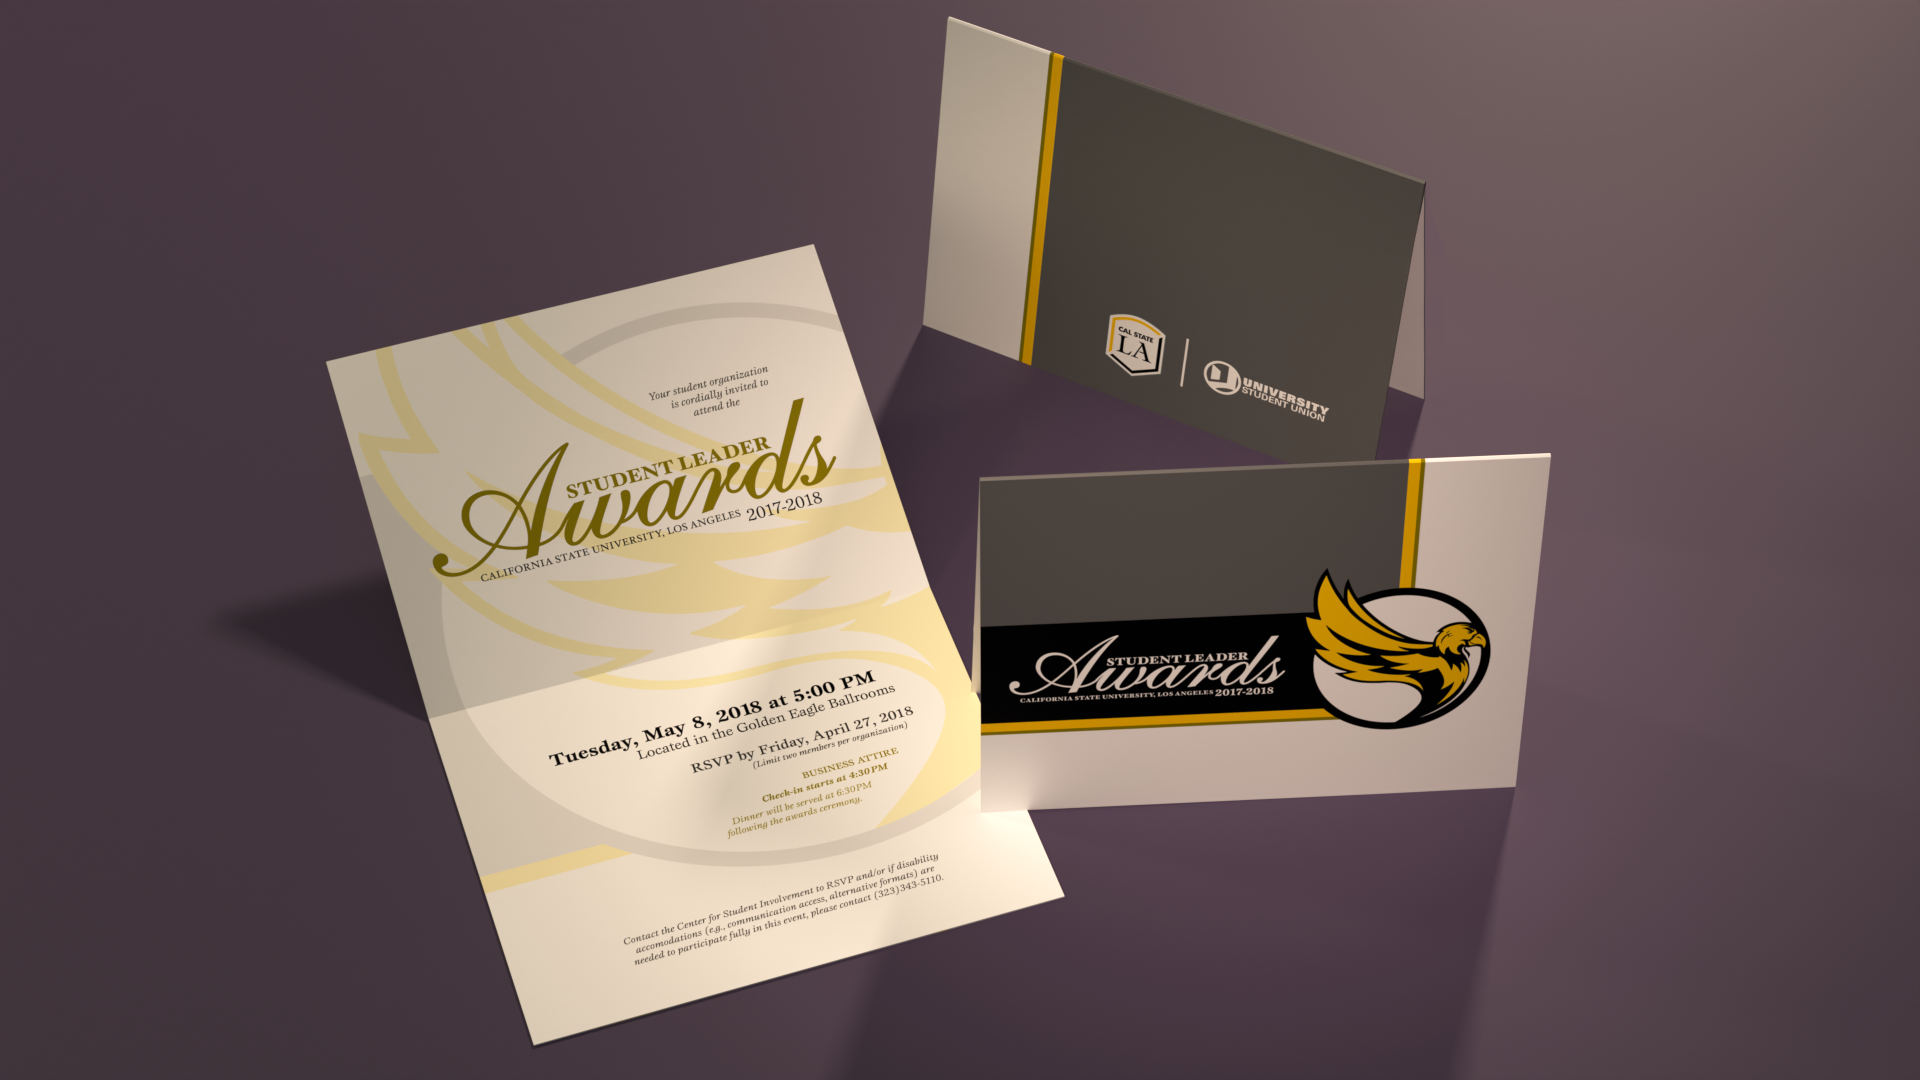 Your student organization
is cordially invited to
attend the
STUDENT LEADER
Awards
CALIFORNIA STATE UNIVERSITY, LOS ANGELES 2017-2018
Tuesday, May 8, 2018 at 5:00 PM
Located in the Golden Eagle Ballrooms
RSVP by Friday, April 27, 2018
(Limit two members per organization)
BUSINESS ATTIRE
Check-in starts at 4:30PM
Dinner will be served at 6:30PM
following the awards ceremony.
Contact the Center for Student Involvement to RSVP and/or if disability
accomodations (e.g., communication access, alternative formats) are
needed to participate fully in this event, please contact (323)343-5110.
CAL STATE
LA
UNIVERSITY
STUDENT UNION
STUDENT LEADER
Awards
CALIFORNIA STATE UNIVERSITY, LOS ANGELES 2017-2018